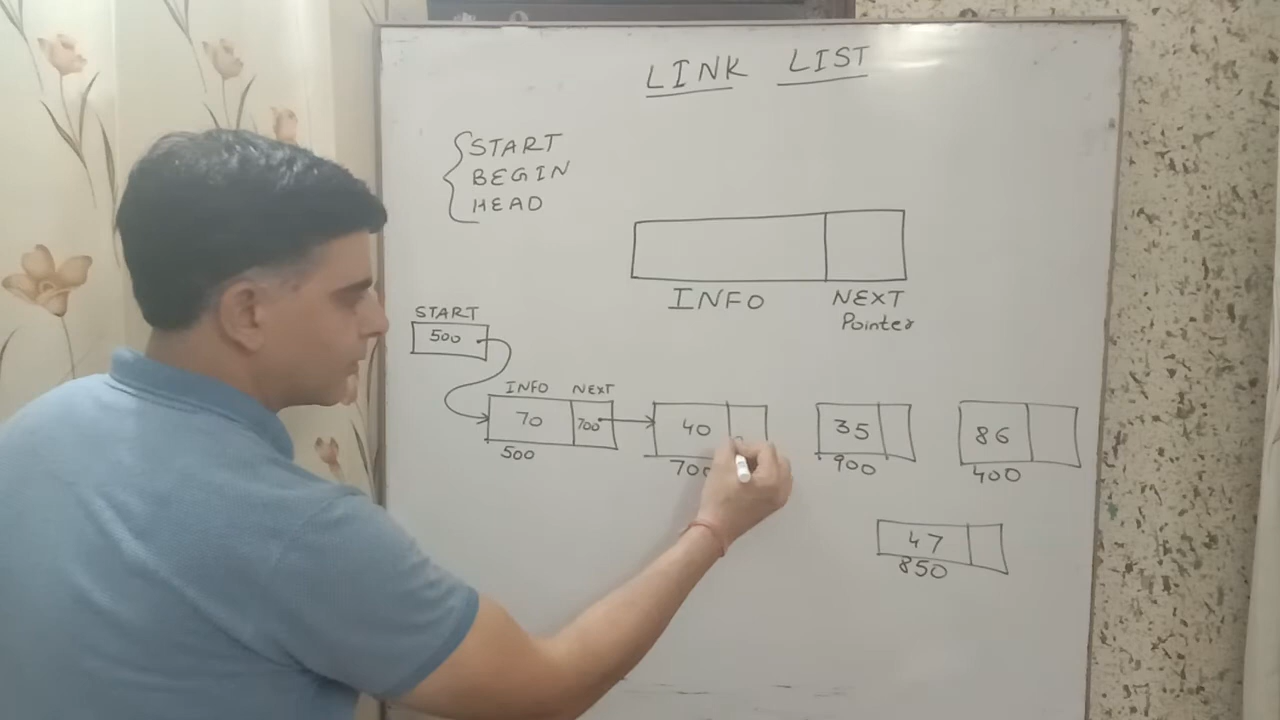 LINK LIST
START
BEGIN
HEAD
INFO NEXT
Pointer
START
500
INFO NEXT
70 700 40 35 86
500 700 900 400
47
850